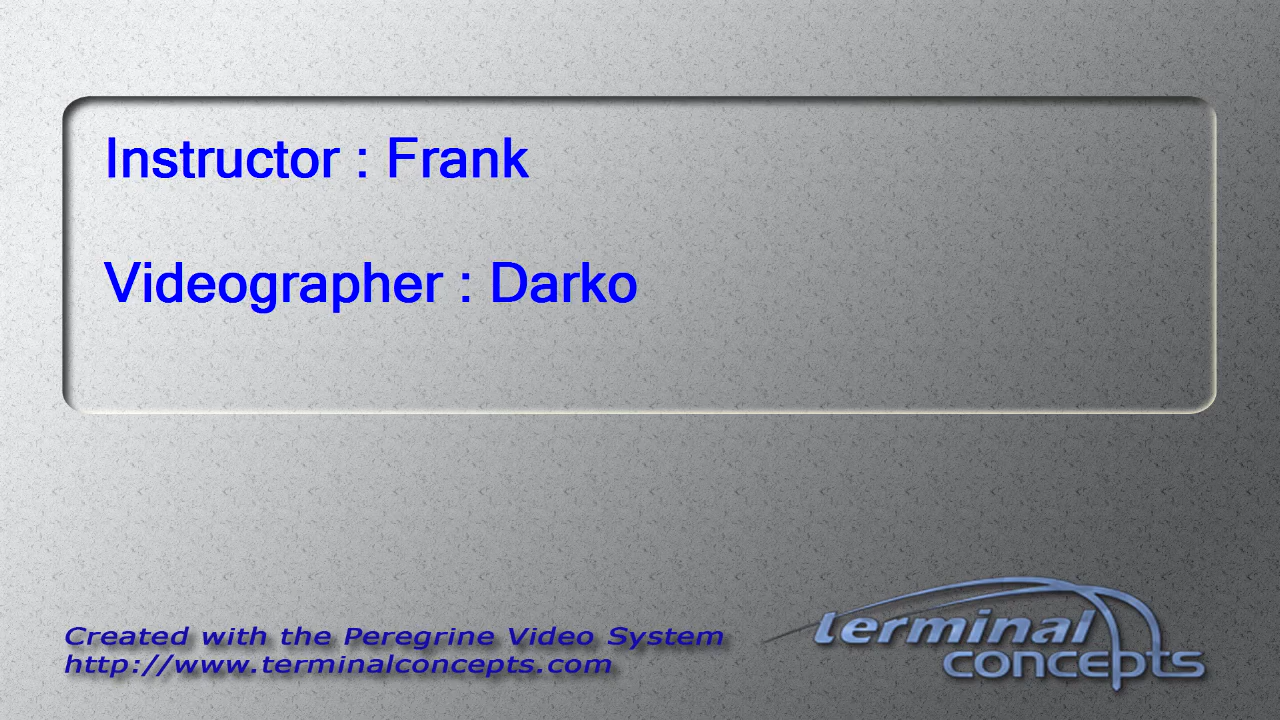 Instructor : Frank
Videographer : Darko
Created with the Peregrine Video System
http://www.terminalconcepts.com
terminal
concepts